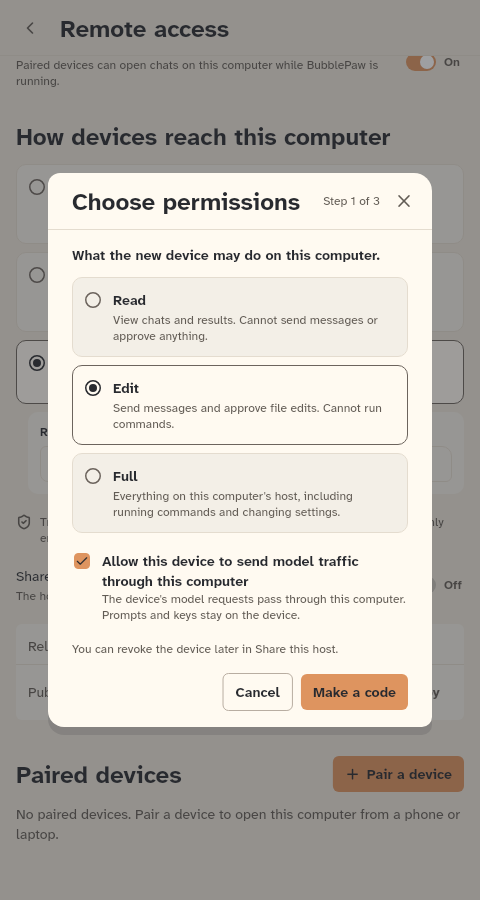 Remote access
Paired devices can open chats on this computer while BubblePaw is
running.
On
How devices reach this computer
Choose permissions
Step 1 of 3
What the new device may do on this computer.
Read
View chats and results. Cannot send messages or
approve anything.
Edit
Send messages and approve file edits. Cannot run
commands.
Full
Everything on this computer's host, including
running commands and changing settings.
Allow this device to send model traffic
through this computer
The device's model requests pass through this computer.
Prompts and keys stay on the device.
You can revoke the device later in Share this host.
Cancel
Make a code
Share
Off
The ho
Rel
Pub
Paired devices
Pair a device
No paired devices. Pair a device to open this computer from a phone or
laptop.